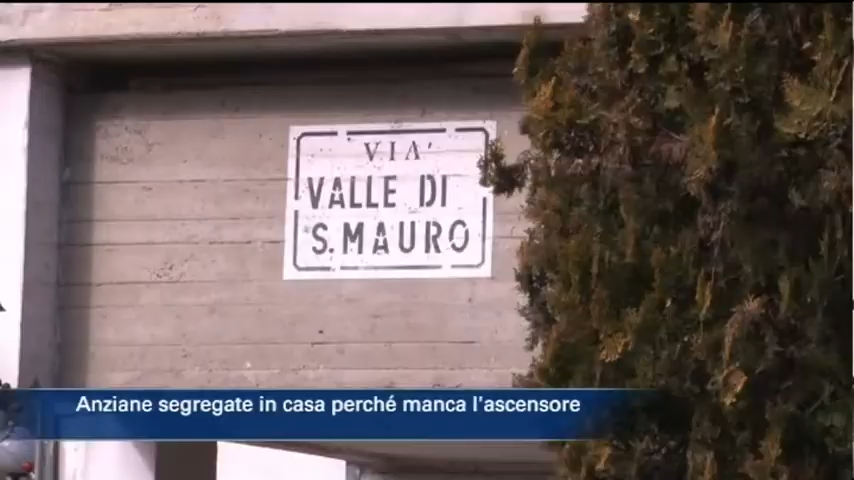 VIA
VALLE DI
S. MAURO
Anziane segregate in casa perché manca l'ascensore